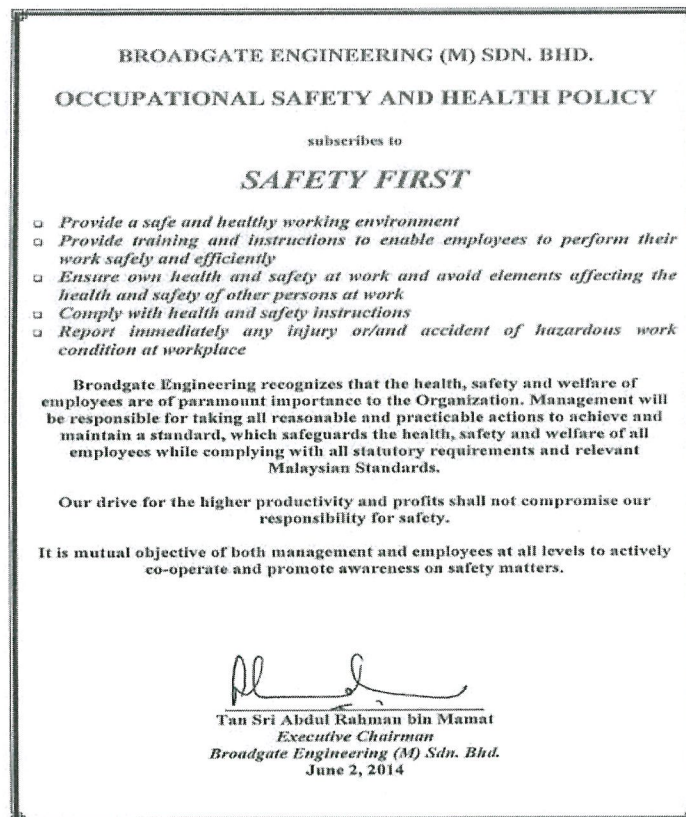 BROADGATE ENGINEERING (M) SDN. BHD.
OCCUPATIONAL SAFETY AND HEALTH POLICY
subscribes to
SAFETY FIRST
Provide a safe and healthy working environment
Provide training and instructions to enable employees to perform their
work safely and efficiently
Ensure own health and safety at work and avoid elements affecting the
health and safety of other persons at work
Comply with health and safety instructions
Report immediately any injury or/and accident of hazardous work
condition at workplace
Broadgate Engineering recognizes that the health, safety and welfare of
employees are of paramount importance to the Organization. Management will
be responsible for taking all reasonable and practicable actions to achieve and
maintain a standard, which safeguards the health, safety and welfare of all
employees while complying with all statutory requirements and relevant
Malaysian Standards.
Our drive for the higher productivity and profits shall not compromise our
responsibility for safety.
It is mutual objective of both management and employees at all levels to actively
co-operate and promote awareness on safety matters.
Tan Sri Abdul Rahman bin Mamat
Executive Chairman
Broadgate Engineering (M) Sdn. Bhd.
June 2, 2014